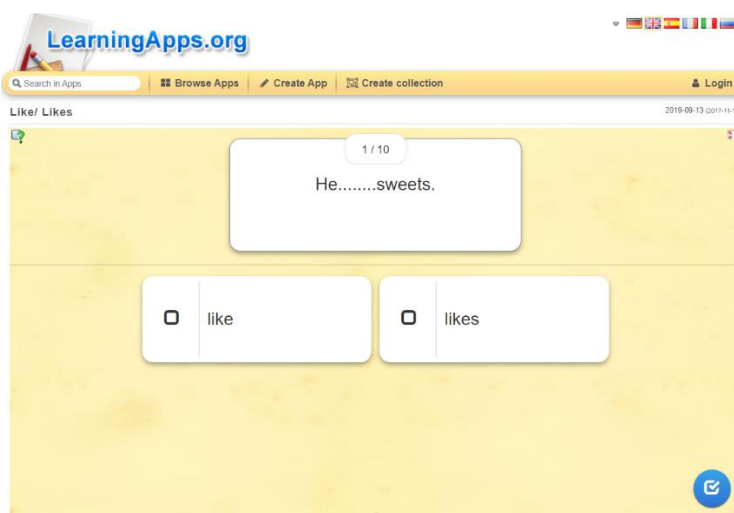 LearningApps.org
Search in Apps
Browse Apps
Create App
Create collection
Login
Like/ Likes
2019-09-13
1 / 10
He........sweets.
like
likes